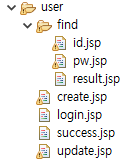 user
find
id.jsp
pw.jsp
result.jsp
create.jsp
login.jsp
success.jsp
update.jsp